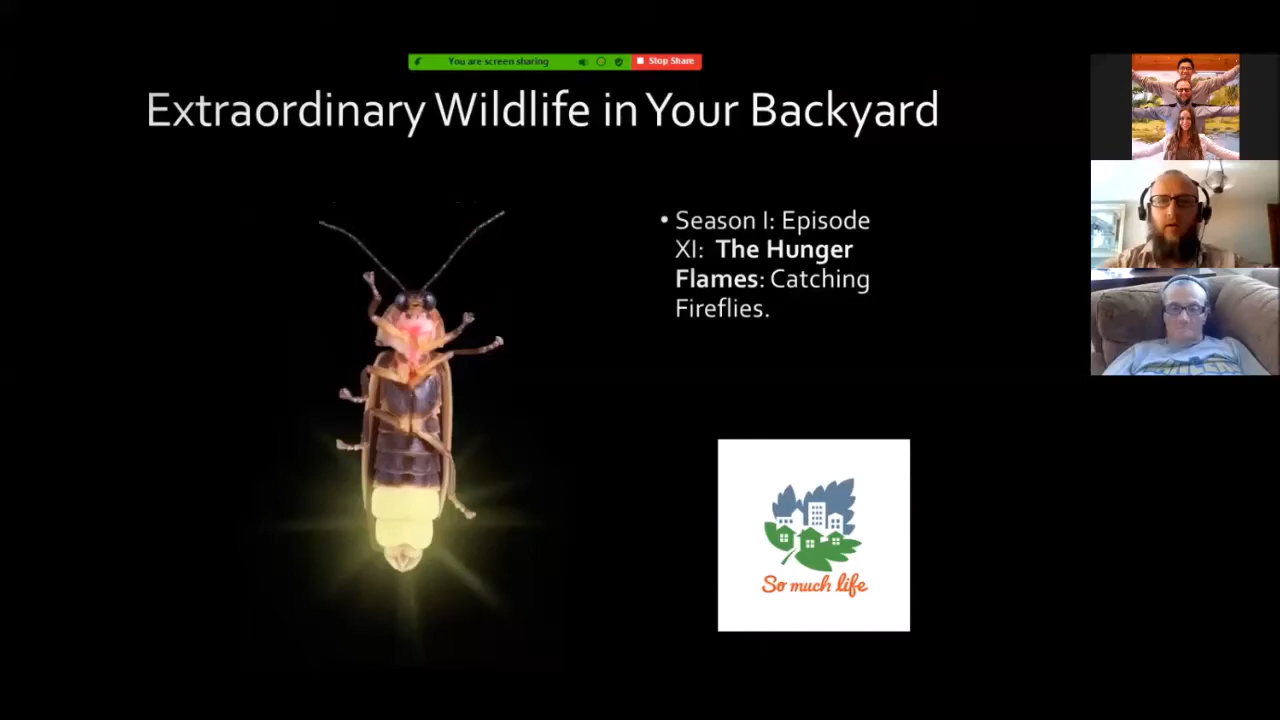 You are screen sharing
Stop Share
Extraordinary Wildlife in Your Backyard
• Season I: Episode
XI: The Hunger
Flames: Catching
Fireflies.
So much life